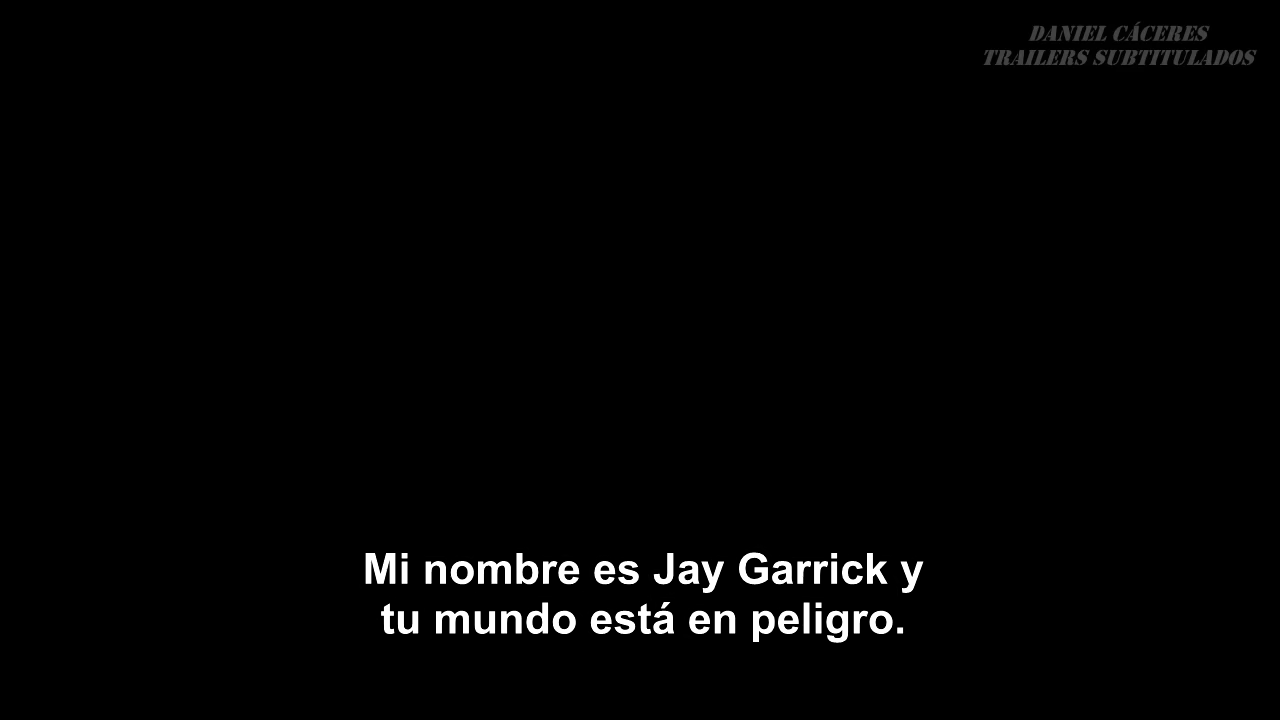 DANIEL CÁCERES
TRAILERS SUBTITULADOS
Mi nombre es Jay Garrick y
tu mundo está en peligro.